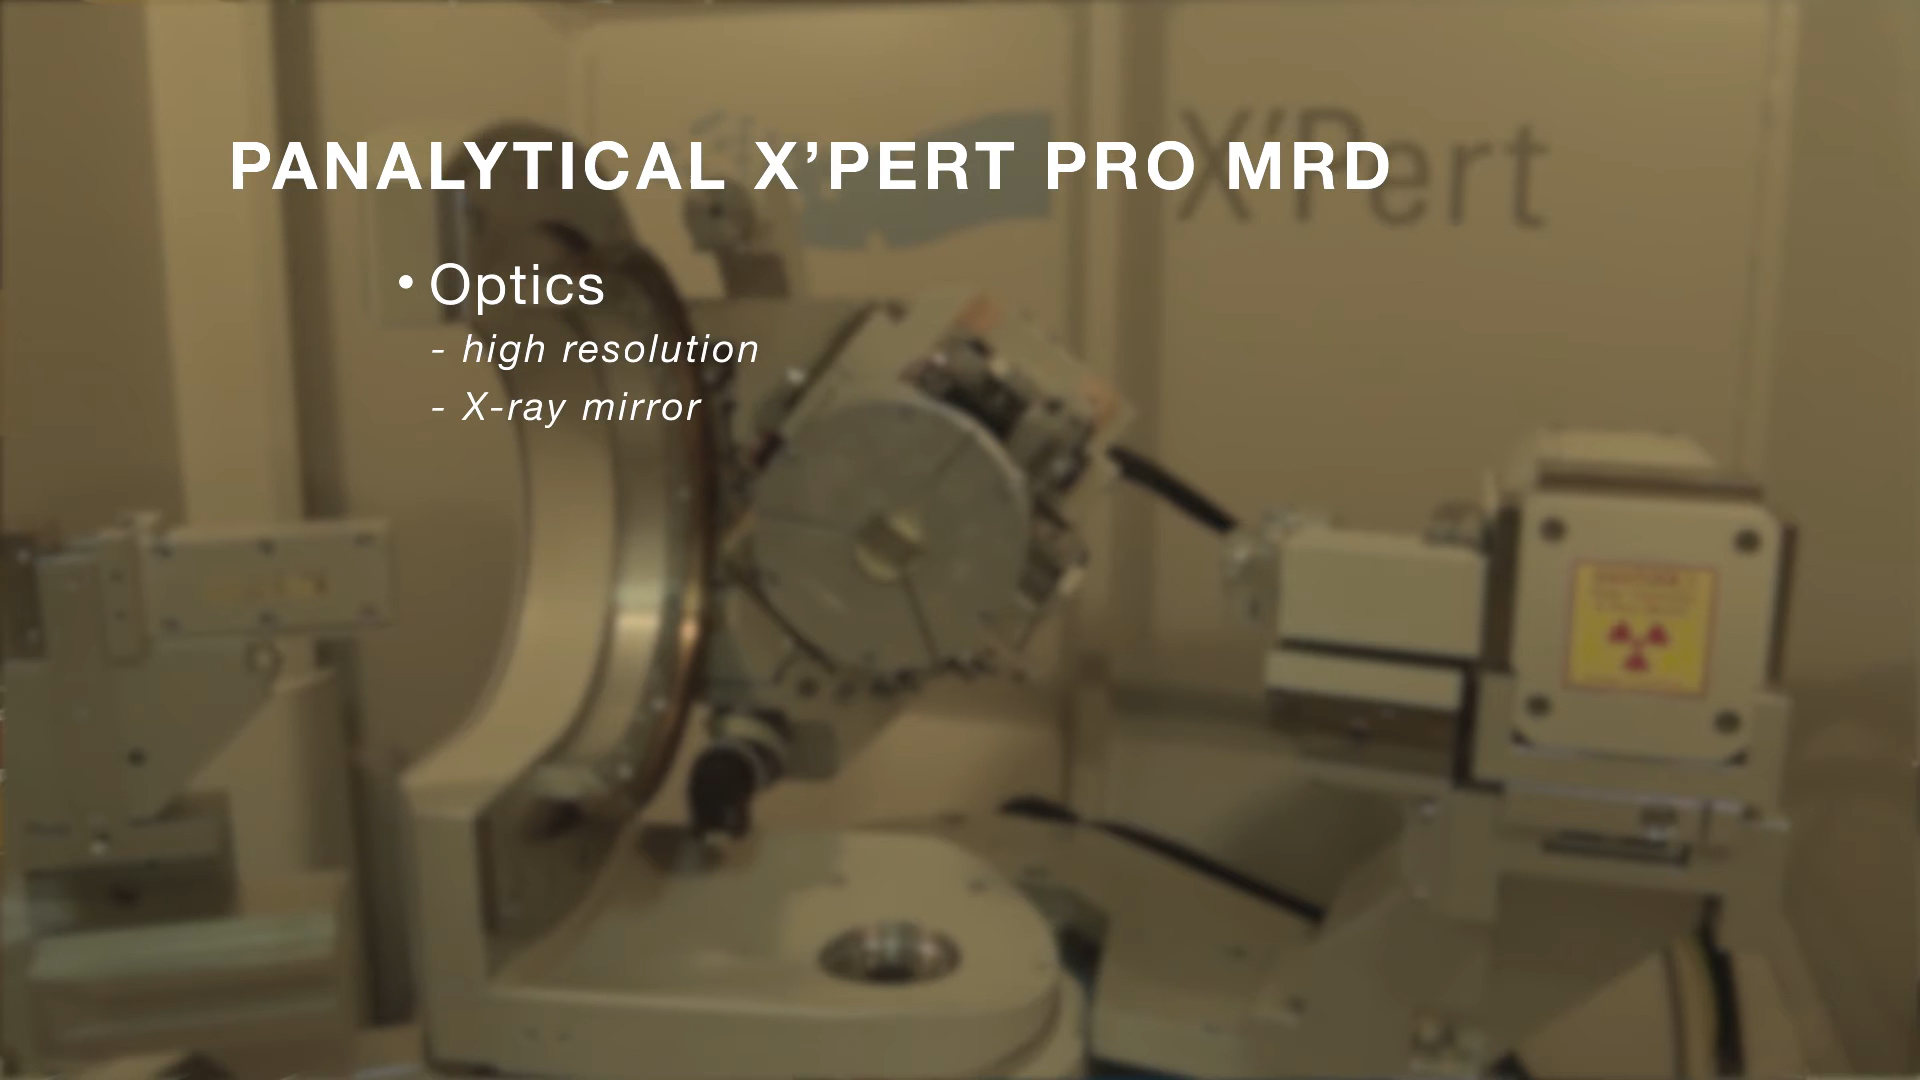 PANALYTICAL X’PERT PRO MRD
X’Pert
• Optics
- high resolution
- X-ray mirror